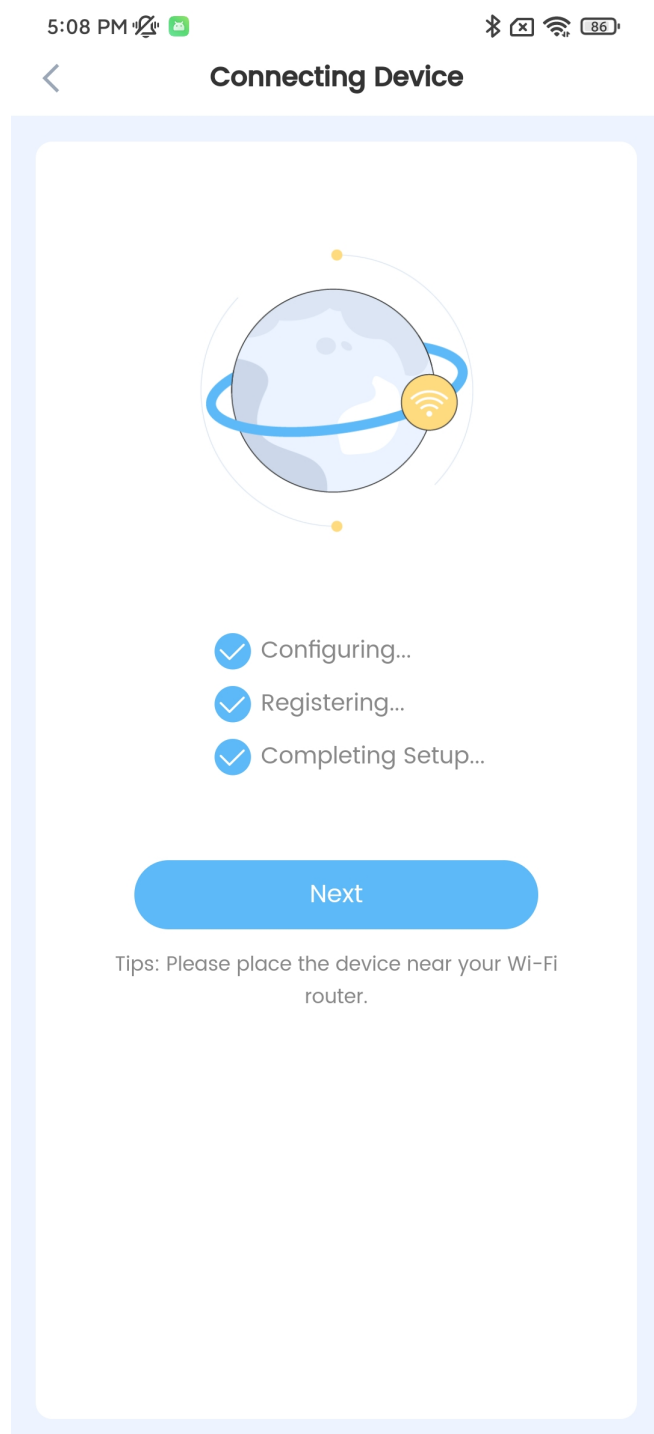 5:08 PM
86
Connecting Device
Configuring...
Registering...
Completing Setup...
Next
Tips: Please place the device near your Wi-Fi
router.